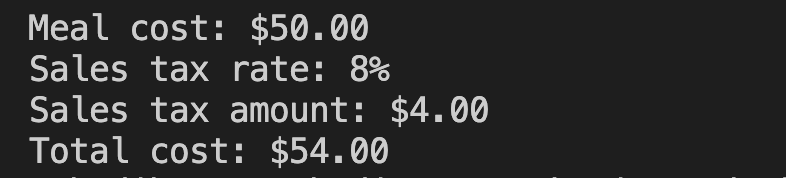 Meal cost: $50.00
Sales tax rate: 8%
Sales tax amount: $4.00
Total cost: $54.00